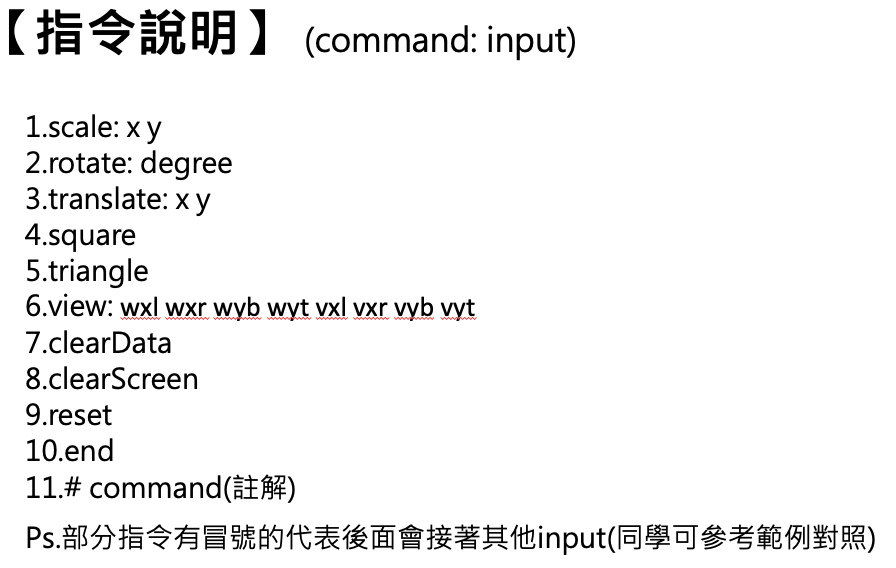 【指令說明】 (command: input)
1.scale: x y
2.rotate: degree
3.translate: x y
4.square
5.triangle
6.view: wxl wxr wyb wyt vxl vxr vyb vyt
7.clearData
8.clearScreen
9.reset
10.end
11.# command(註解)
Ps.部分指令有冒號的代表後面會接著其他input(同學可參考範例對照)